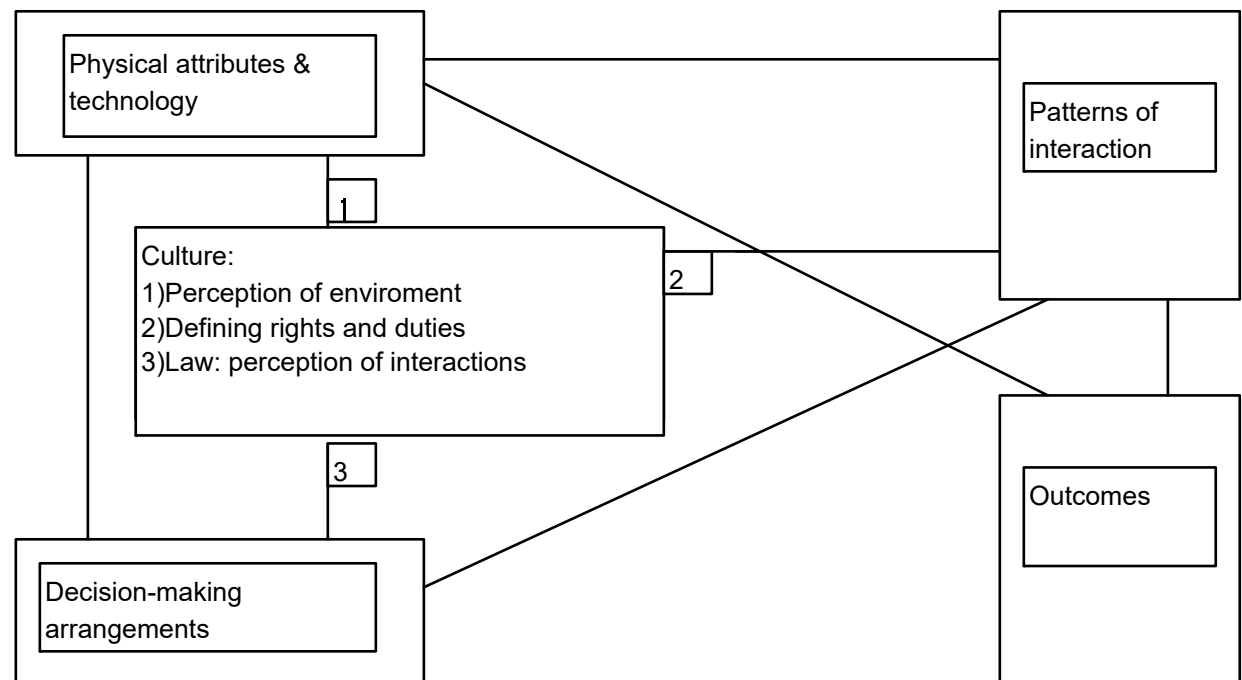 Physical attributes &
technology
Patterns of
interaction
1
Culture:
1)Perception of enviroment
2)Defining rights and duties
3)Law: perception of interactions
2
3
Outcomes
Decision-making
arrangements